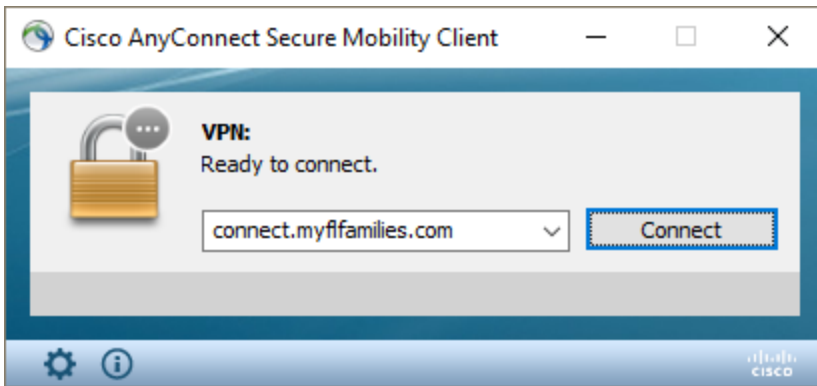 Cisco AnyConnect Secure Mobility Client
VPN:
Ready to connect.
connect.myflfamilies.com
Connect
CISCO